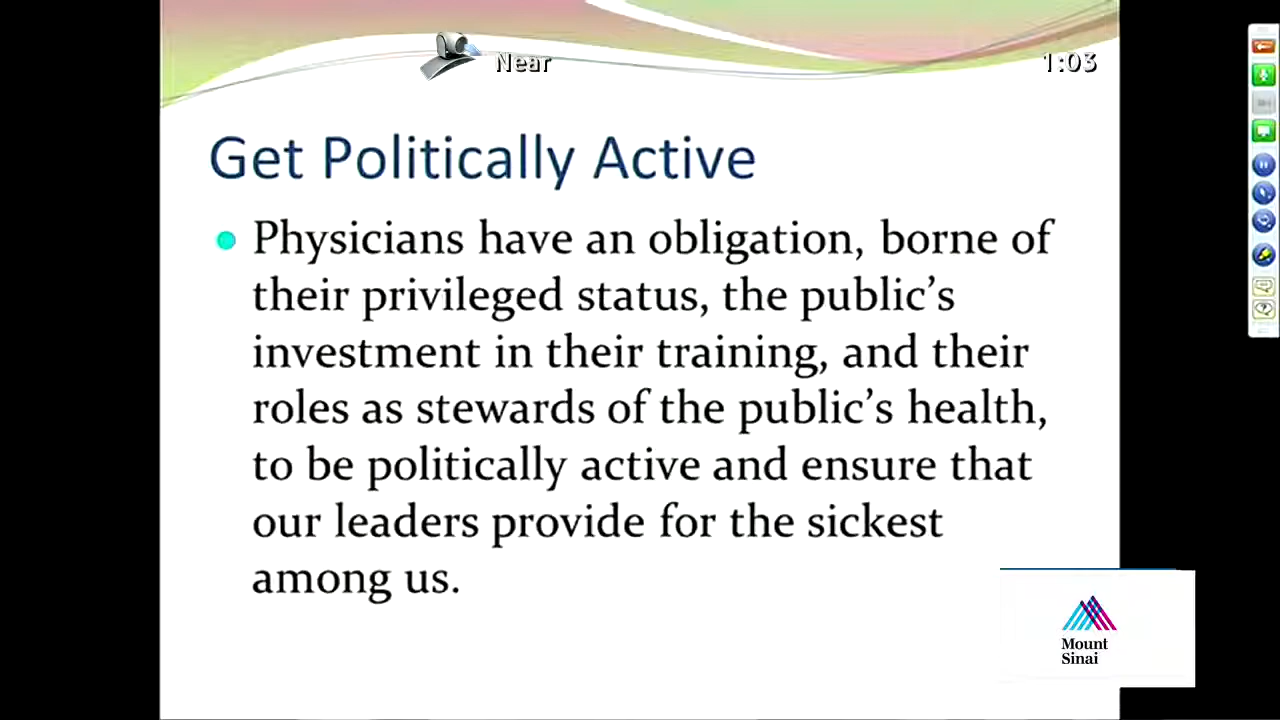 Near
1:03
Get Politically Active
Physicians have an obligation, borne of
their privileged status, the public's
investment in their training, and their
roles as stewards of the public's health,
to be politically active and ensure that
our leaders provide for the sickest
among us.
Mount
Sinai